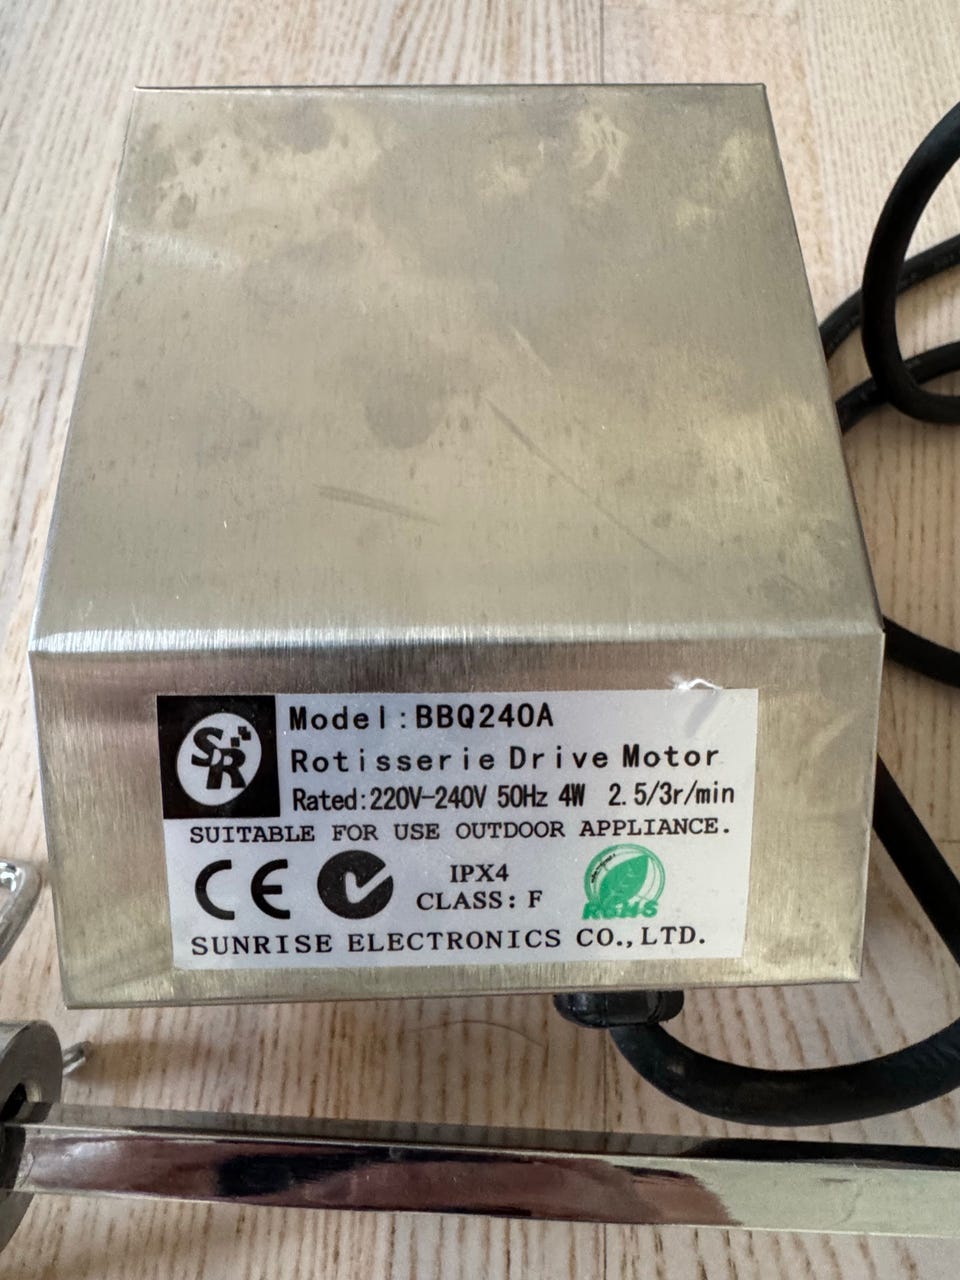 SR
Model:BBQ240A
Rotisserie Drive Motor
Rated:220V-240V 50Hz 4W 2.5/3r/min
SUITABLE FOR USE OUTDOOR APPLIANCE.
CE
IPX4
CLASS: F
RoHS
SUNRISE ELECTRONICS CO.,LTD.